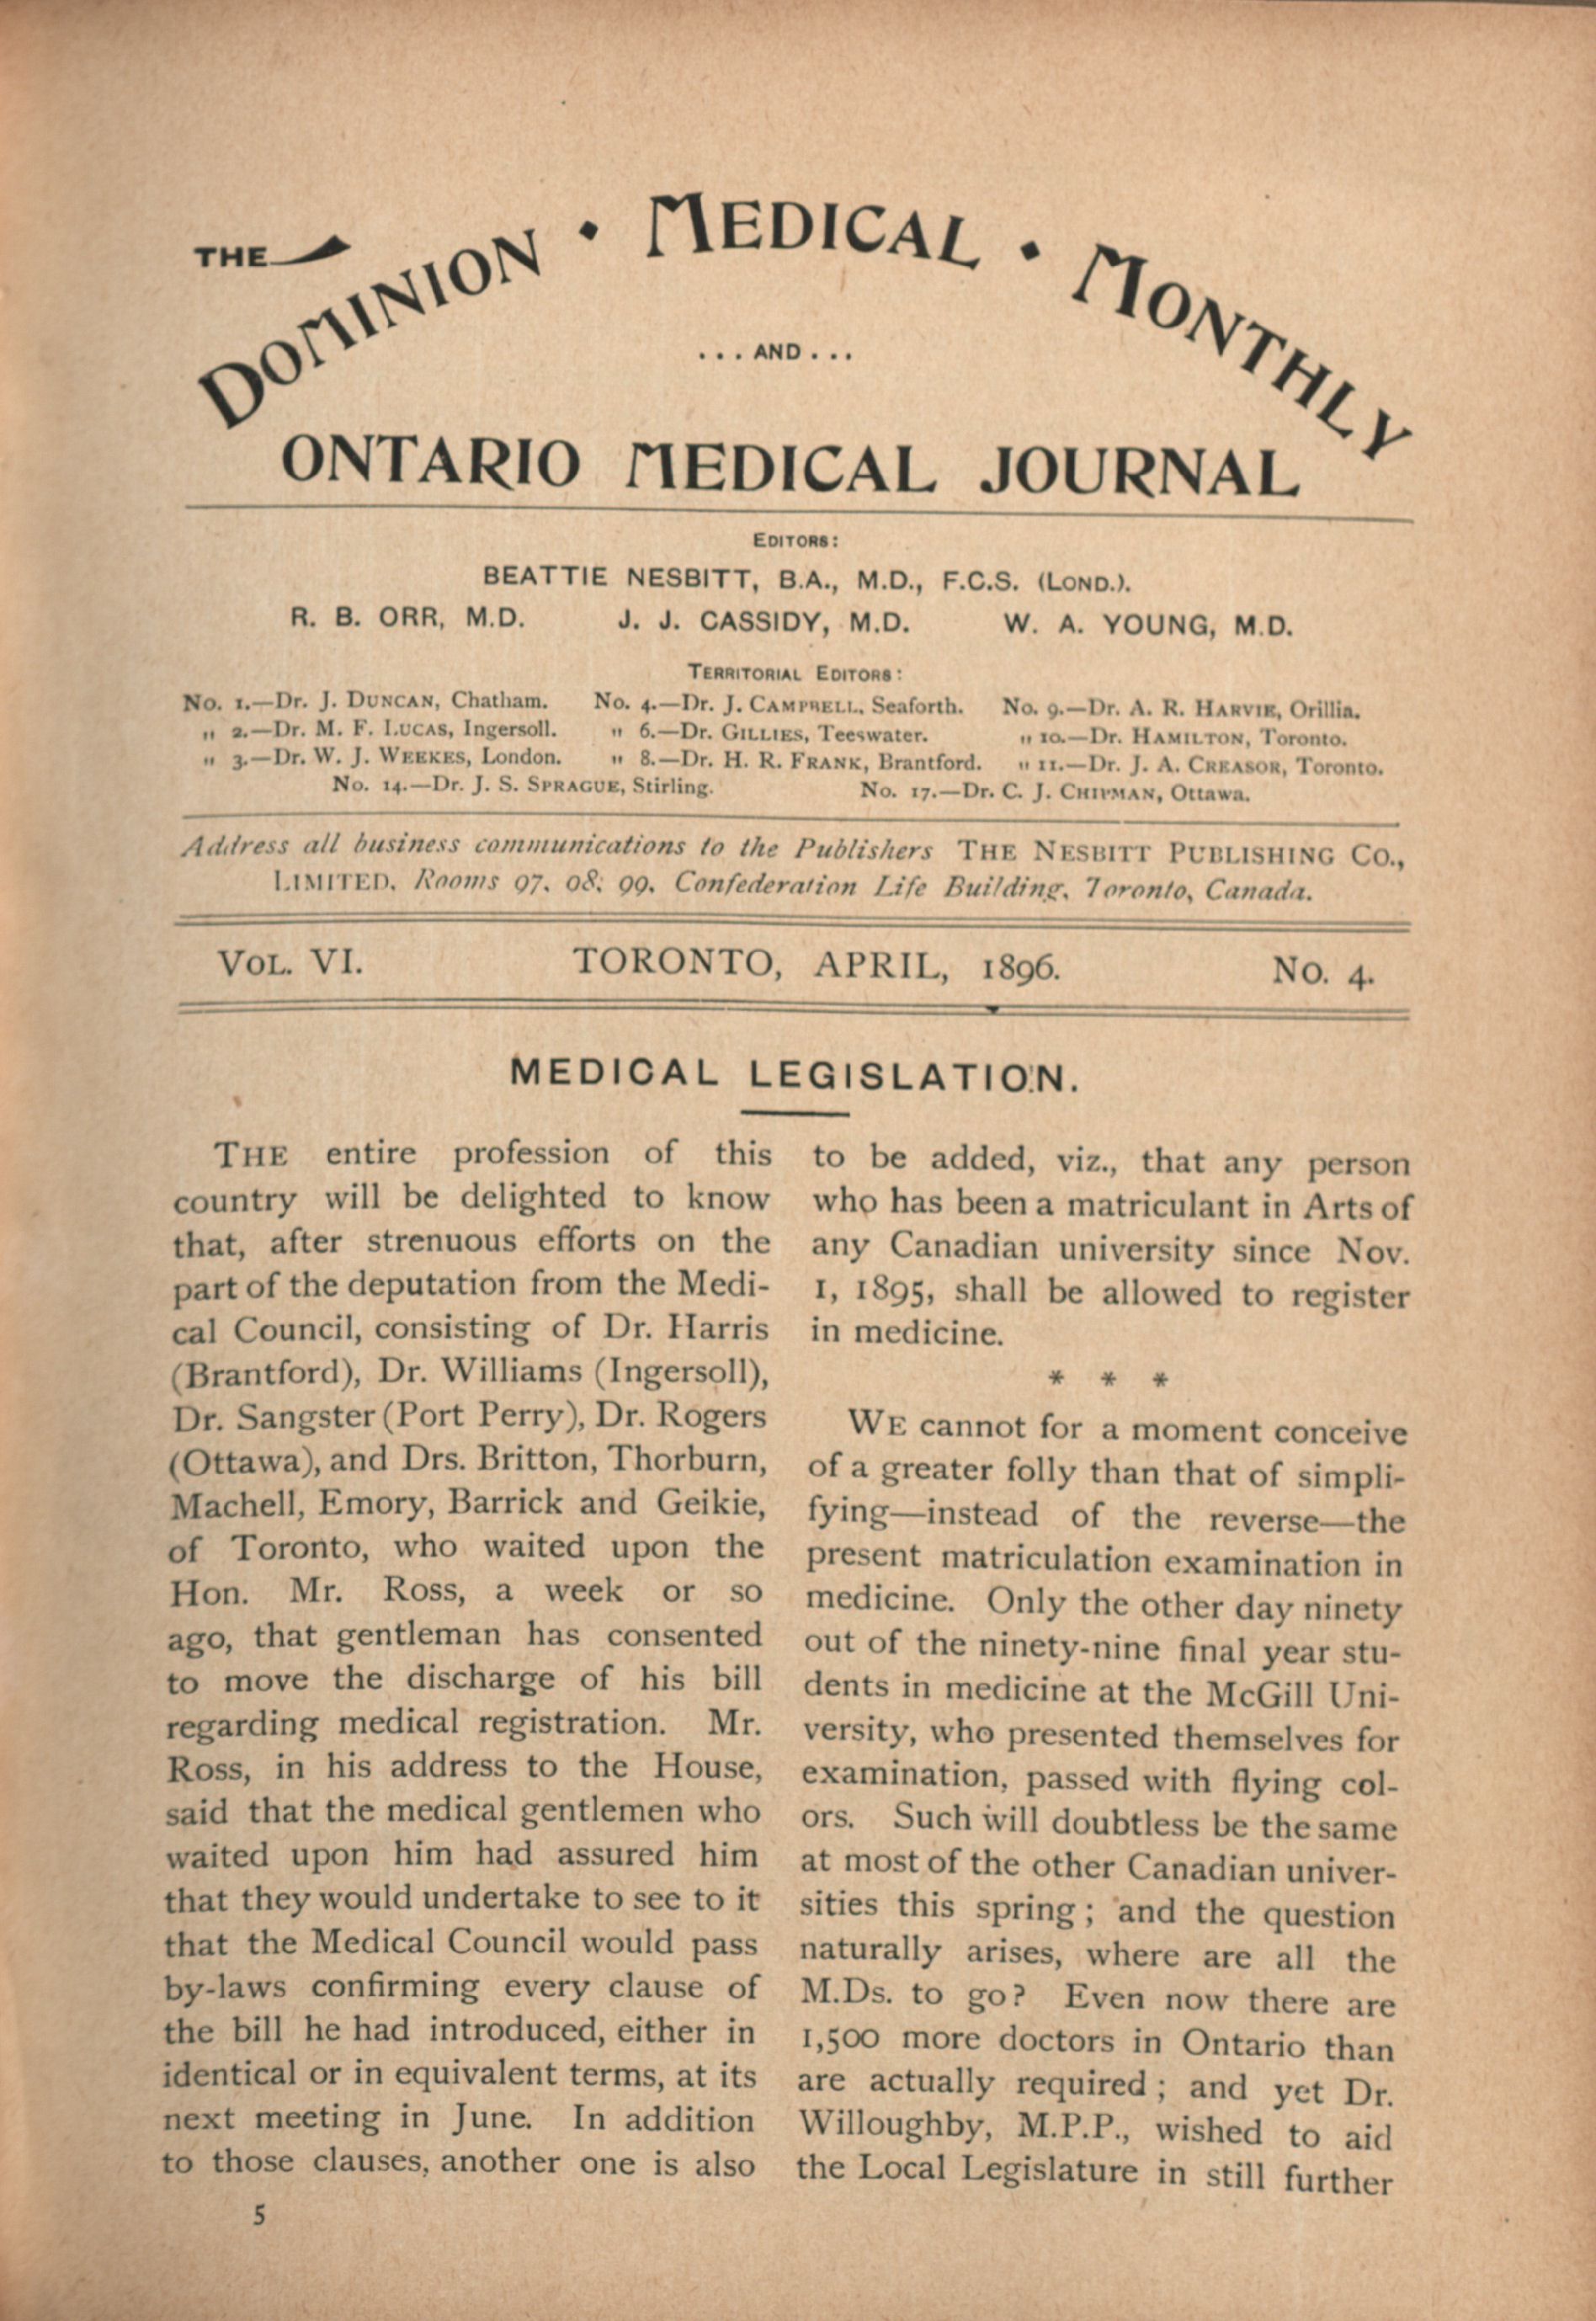 THE
DOMINION · MEDICAL · MONTHLY
... AND ...
ONTARIO MEDICAL JOURNAL
EDITORS:
BEATTIE NESBITT, B.A., M.D., F.C.S. (LOND.).
R. B. ORR, M.D. J. J. CASSIDY, M.D. W. A. YOUNG, M.D.
TERRITORIAL EDITORS:
No. 1.—Dr. J. DUNCAN, Chatham. No. 4.—Dr. J. CAMPBELL, Seaforth. No. 9.—Dr. A. R. HARVIE, Orillia.
" 2.—Dr. M. F. LUCAS, Ingersoll. " 6.—Dr. GILLIES, Teeswater. " 10.—Dr. HAMILTON, Toronto.
" 3.—Dr. W. J. WEEKES, London. " 8.—Dr. H. R. FRANK, Brantford. " 11.—Dr. J. A. CREASOR, Toronto.
No. 14.—Dr. J. S. SPRAGUE, Stirling. No. 17.—Dr. C. J. CHIPMAN, Ottawa.
Address all business communications to the Publishers THE NESBITT PUBLISHING CO.,
LIMITED, Rooms 97, 98, 99, Confederation Life Building, Toronto, Canada.
VOL. VI. TORONTO, APRIL, 1896. NO. 4.
MEDICAL LEGISLATION.
THE entire profession of this
country will be delighted to know
that, after strenuous efforts on the
part of the deputation from the Medi-
cal Council, consisting of Dr. Harris
(Brantford), Dr. Williams (Ingersoll),
Dr. Sangster (Port Perry), Dr. Rogers
(Ottawa), and Drs. Britton, Thorburn,
Machell, Emory, Barrick and Geikie,
of Toronto, who waited upon the
Hon. Mr. Ross, a week or so
ago, that gentleman has consented
to move the discharge of his bill
regarding medical registration. Mr.
Ross, in his address to the House,
said that the medical gentlemen who
waited upon him had assured him
that they would undertake to see to it
that the Medical Council would pass
by-laws confirming every clause of
the bill he had introduced, either in
identical or in equivalent terms, at its
next meeting in June. In addition
to those clauses, another one is also
5
to be added, viz., that any person
who has been a matriculant in Arts of
any Canadian university since Nov.
1, 1895, shall be allowed to register
in medicine.
* * *
WE cannot for a moment conceive
of a greater folly than that of simpli-
fying—instead of the reverse—the
present matriculation examination in
medicine. Only the other day ninety
out of the ninety-nine final year stu-
dents in medicine at the McGill Uni-
versity, who presented themselves for
examination, passed with flying col-
ors. Such will doubtless be the same
at most of the other Canadian univer-
sities this spring; and the question
naturally arises, where are all the
M.Ds. to go? Even now there are
1,500 more doctors in Ontario than
are actually required; and yet Dr.
Willoughby, M.P.P., wished to aid
the Local Legislature in still further